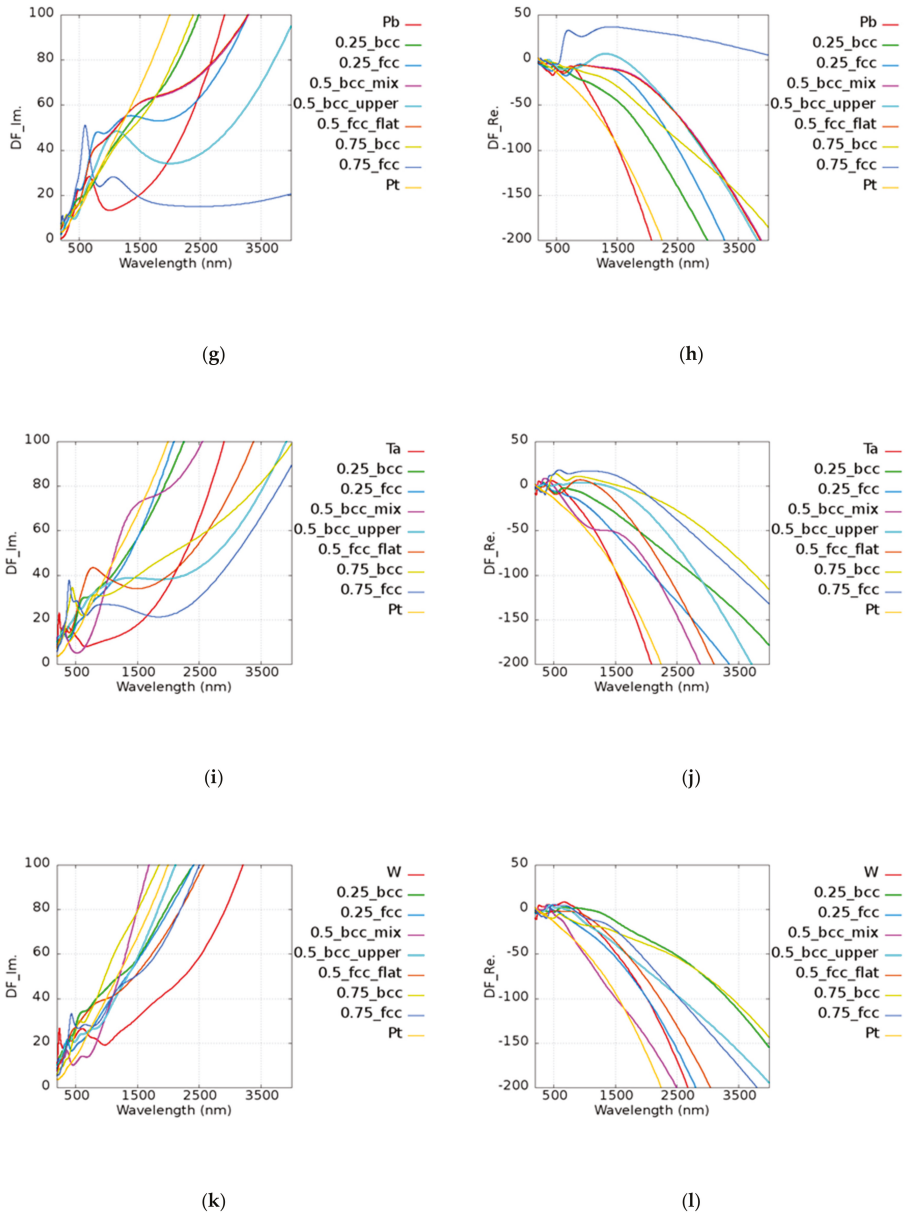 100
80
60
40
20
0
DF_Im.
500
1500
2500
3500
Wavelength (nm)
Pb
0.25_bcc
0.25_fcc
0.5_bcc_mix
0.5_bcc_upper
0.5_fcc_flat
0.75_bcc
0.75_fcc
Pt
(g)
50
0
-50
-100
-150
-200
DF_Re.
500
1500
2500
3500
Wavelength (nm)
Pb
0.25_bcc
0.25_fcc
0.5_bcc_mix
0.5_bcc_upper
0.5_fcc_flat
0.75_bcc
0.75_fcc
Pt
(h)
100
80
60
40
20
0
DF_Im.
500
1500
2500
3500
Wavelength (nm)
Ta
0.25_bcc
0.25_fcc
0.5_bcc_mix
0.5_bcc_upper
0.5_fcc_flat
0.75_bcc
0.75_fcc
Pt
(i)
50
0
-50
-100
-150
-200
DF_Re.
500
1500
2500
3500
Wavelength (nm)
Ta
0.25_bcc
0.25_fcc
0.5_bcc_mix
0.5_bcc_upper
0.5_fcc_flat
0.75_bcc
0.75_fcc
Pt
(j)
100
80
60
40
20
0
DF_Im.
500
1500
2500
3500
Wavelength (nm)
W
0.25_bcc
0.25_fcc
0.5_bcc_mix
0.5_bcc_upper
0.5_fcc_flat
0.75_bcc
0.75_fcc
Pt
(k)
50
0
-50
-100
-150
-200
DF_Re.
500
1500
2500
3500
Wavelength (nm)
W
0.25_bcc
0.25_fcc
0.5_bcc_mix
0.5_bcc_upper
0.5_fcc_flat
0.75_bcc
0.75_fcc
Pt
(l)